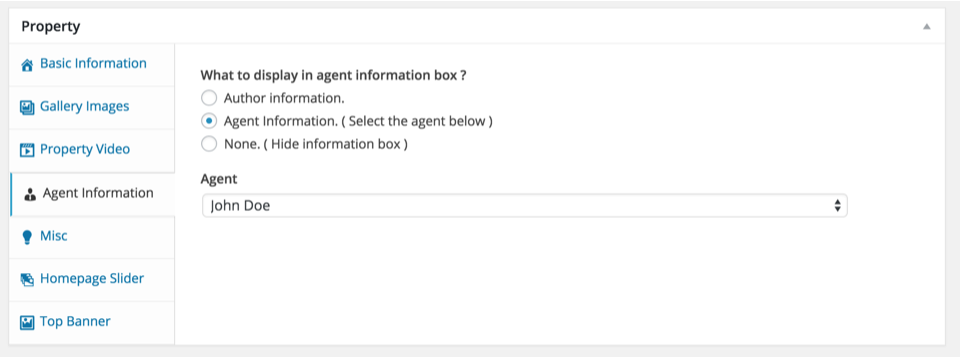 Property
Basic Information
Gallery Images
Property Video
Agent Information
Misc
Homepage Slider
Top Banner
What to display in agent information box ?
Author information.
Agent Information. ( Select the agent below )
None. ( Hide information box )
Agent
John Doe